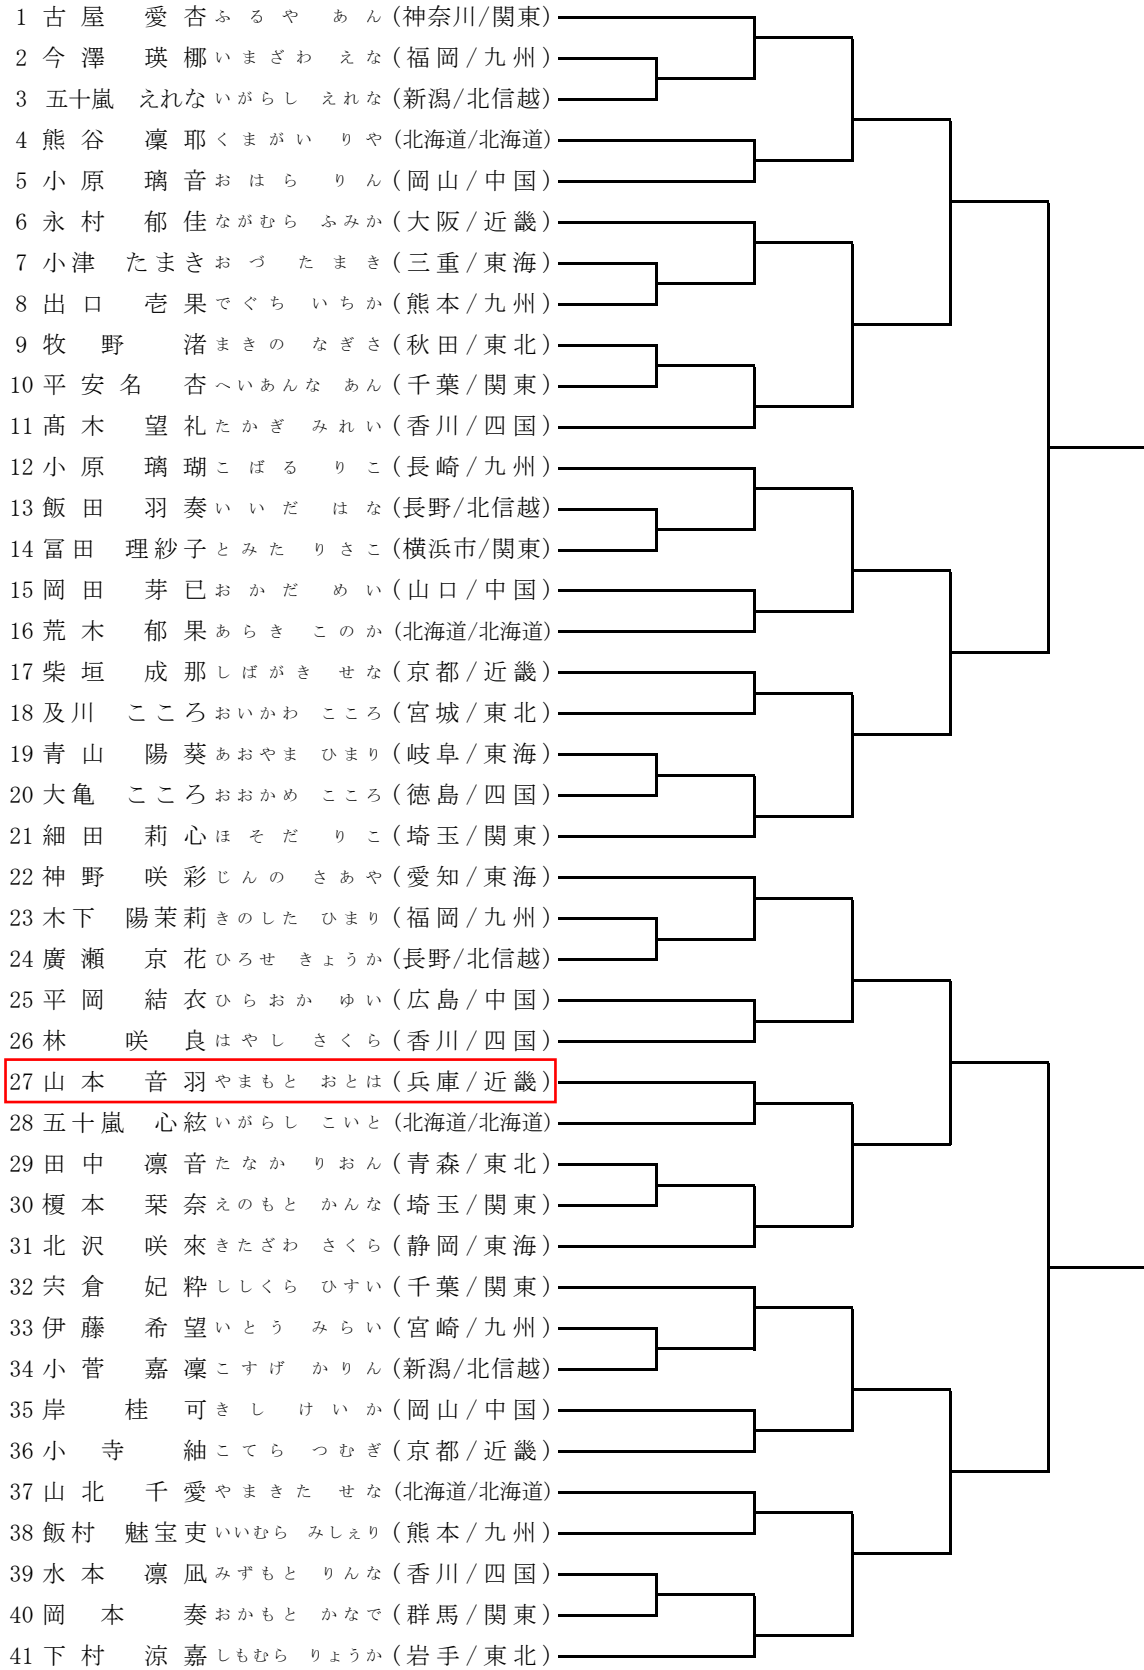 1 古屋 愛杏 ふるや あん (神奈川/関東)
2 今澤 瑛梛 いまざわ えな (福岡/九州)
3 五十嵐 えれな いがらし えれな (新潟/北信越)
4 熊谷 凜耶 くまがい りや (北海道/北海道)
5 小原 璃音 おはら りん (岡山/中国)
6 永村 郁佳 ながむら ふみか (大阪/近畿)
7 小津 たまき おづ たまき (三重/東海)
8 出口 壱果 でぐち いちか (熊本/九州)
9 牧野 渚 まきの なぎさ (秋田/東北)
10 平安名 杏 へいあんな あん (千葉/関東)
11 髙木 望礼 たかぎ みれい (香川/四国)
12 小原 璃瑚 こばる りこ (長崎/九州)
13 飯田 羽奏 いいだ はな (長野/北信越)
14 冨田 理紗子 とみた りさこ (横浜市/関東)
15 岡田 芽已 おかだ めい (山口/中国)
16 荒木 郁果 あらき このか (北海道/北海道)
17 柴垣 成那 しばがき せな (京都/近畿)
18 及川 こころ おいかわ こころ (宮城/東北)
19 青山 陽葵 あおやま ひまり (岐阜/東海)
20 大亀 こころ おおかめ こころ (徳島/四国)
21 細田 莉心 ほそだ りこ (埼玉/関東)
22 神野 咲彩 じんの さあや (愛知/東海)
23 木下 陽茉莉 きのした ひまり (福岡/九州)
24 廣瀬 京花 ひろせ きょうか (長野/北信越)
25 平岡 結衣 ひらおか ゆい (広島/中国)
26 林 咲良 はやし さくら (香川/四国)
27 山本 音羽 やまもと おとは (兵庫/近畿)
28 五十嵐 心絃 いがらし こいと (北海道/北海道)
29 田中 凛音 たなか りおん (青森/東北)
30 榎本 栞奈 えのもと かんな (埼玉/関東)
31 北沢 咲來 きたざわ さくら (静岡/東海)
32 宍倉 妃粋 ししくら ひすい (千葉/関東)
33 伊藤 希望 いとう みらい (宮崎/九州)
34 小菅 嘉凜 こすげ かりん (新潟/北信越)
35 岸 桂可 きし けいか (岡山/中国)
36 小寺 紬 こてら つむぎ (京都/近畿)
37 山北 千愛 やまきた せな (北海道/北海道)
38 飯村 魅宝吏 いいむら みしぇり (熊本/九州)
39 水本 凛凪 みずもと りんな (香川/四国)
40 岡本 奏 おかもと かなで (群馬/関東)
41 下村 涼嘉 しもむら りょうか (岩手/東北)